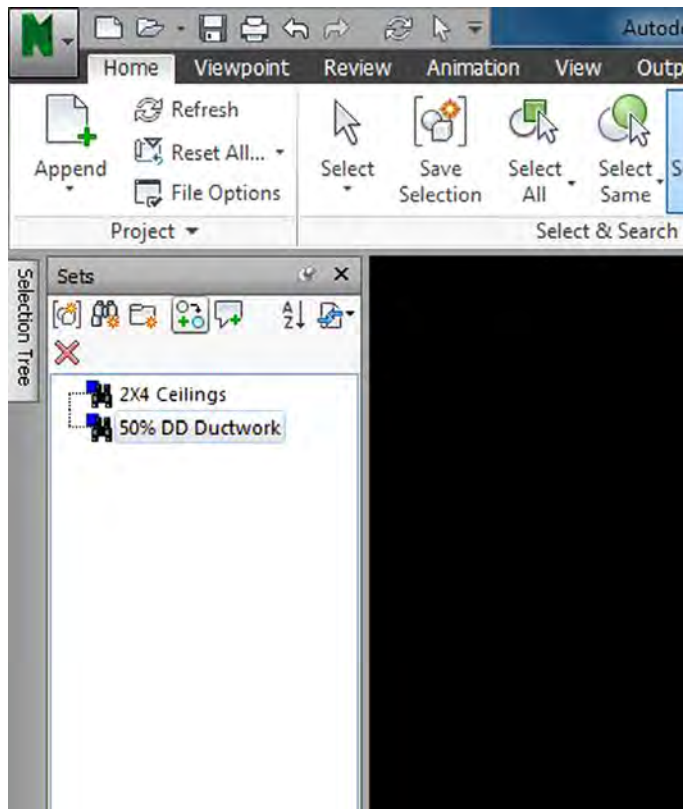 Autod
Home Viewpoint Review Animation View Outp
Append
Refresh
Reset All...
File Options
Select
Save Selection
Select All
Select Same
S
Project
Select & Search
Selection Tree
Sets
2X4 Ceilings
50% DD Ductwork